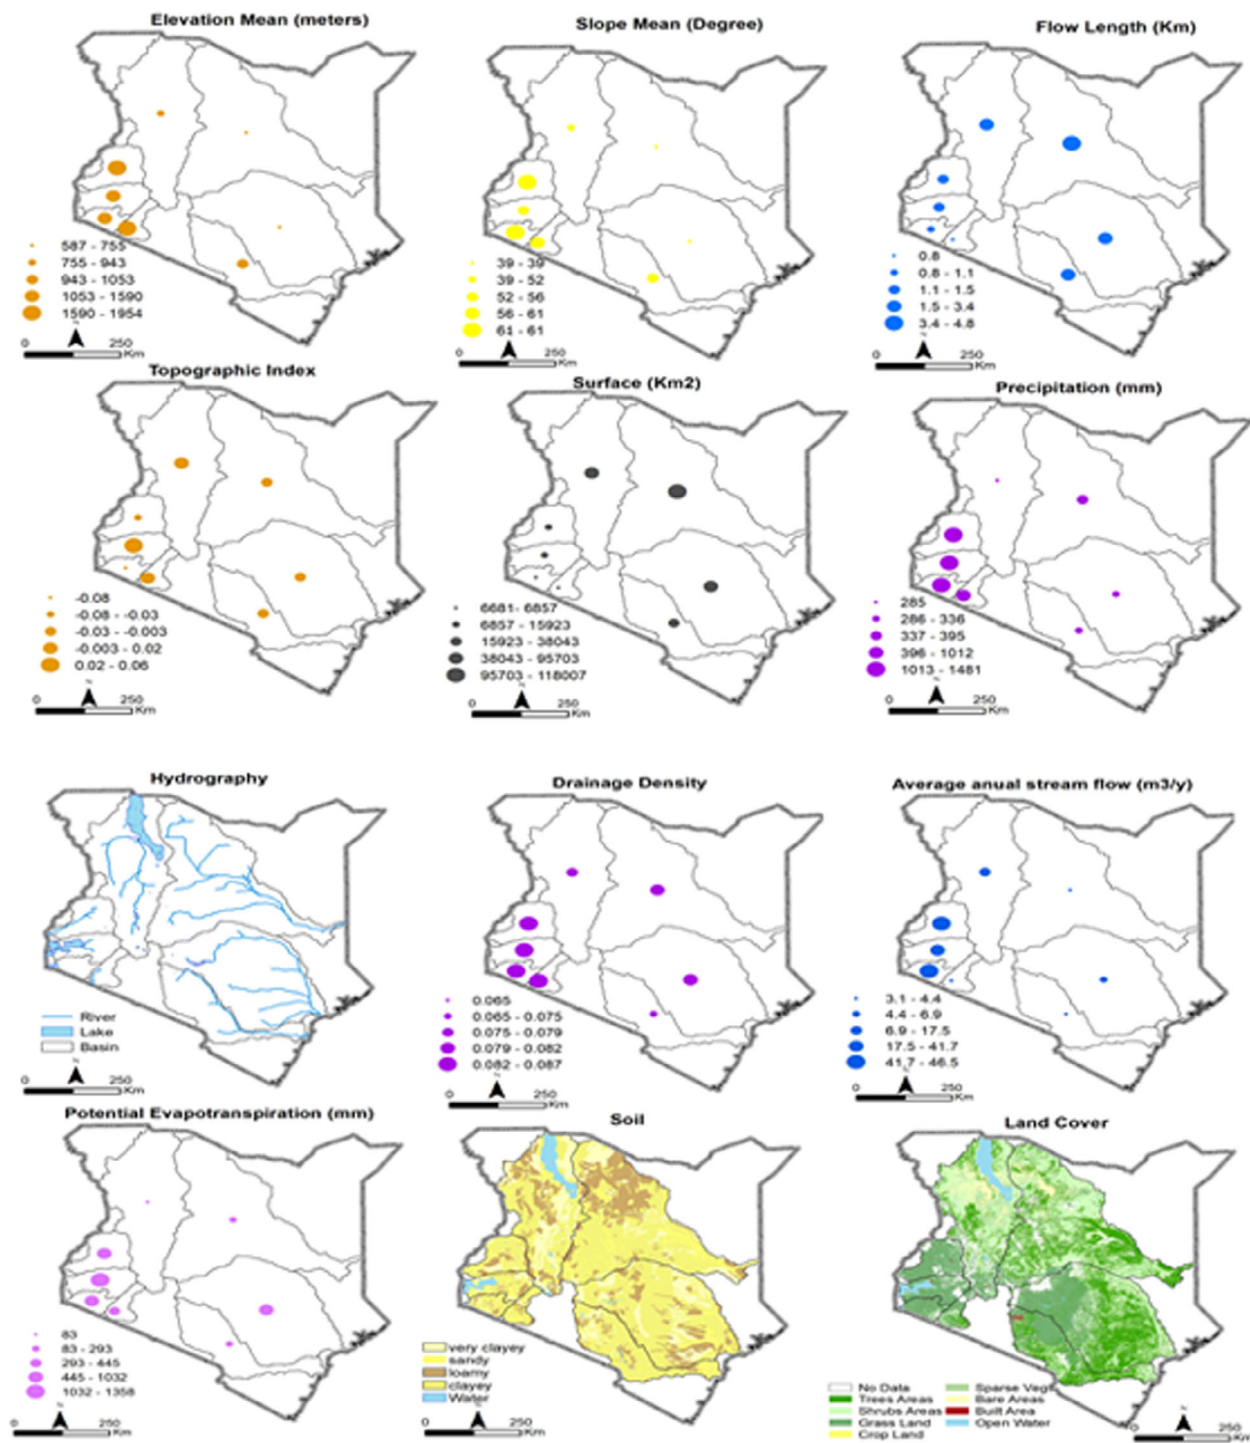 Elevation Mean (meters)
587 - 755
755 - 943
943 - 1053
1053 - 1590
1590 - 1954
0 250
Km
Slope Mean (Degree)
39 - 39
39 - 52
52 - 56
56 - 61
61 - 61
0 250
Km
Flow Length (Km)
0.8
0.8 - 1.1
1.1 - 1.5
1.5 - 3.4
3.4 - 4.8
0 250
Km
Topographic Index
-0.08
-0.08 - -0.03
-0.03 - -0.003
-0.003 - 0.02
0.02 - 0.06
N
0 250
Km
Surface (Km2)
6681- 6857
6857 - 15923
15923 - 38043
38043 - 95703
95703 - 118007
N
0 250
Km
Precipitation (mm)
285
286 - 336
337 - 395
396 - 1012
1013 - 1481
N
0 250
Km
Hydrography
River
Lake
Basin
N
0 250
Km
Drainage Density
0.065
0.065 - 0.075
0.075 - 0.079
0.079 - 0.082
0.082 - 0.087
N
0 250
Km
Average anual stream flow (m3/y)
3.1 - 4.4
4.4 - 6.9
6.9 - 17.5
17.5 - 41.7
41.7 - 46.5
N
0 250
Km
Potential Evapotranspiration (mm)
83
83 - 293
293 - 445
445 - 1032
1032 - 1358
N
0 250
Km
Soil
very clayey
sandy
loamy
clayey
Water
N
0 250
Km
Land Cover
No Data
Trees Areas
Shrubs Areas
Grass Land
Crop Land
Sparse Veg
Bare Areas
Built Area
Open Water
N
0 250
Km